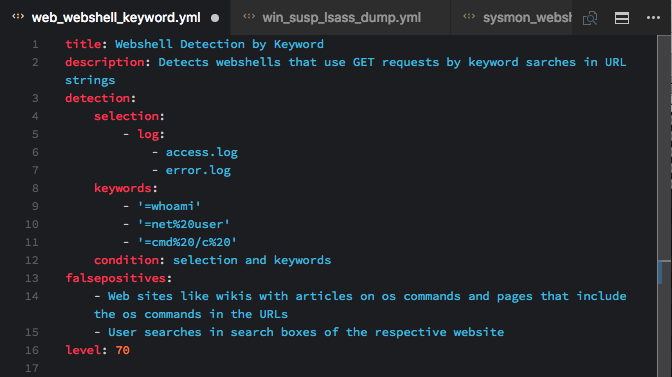 web_webshell_keyword.yml win_susp_lsass_dump.yml sysmon_websh
1 title: Webshell Detection by Keyword
2 description: Detects webshells that use GET requests by keyword sarches in URL
strings
3 detection:
4 selection:
5 - log:
6 - access.log
7 - error.log
8 keywords:
9 - '=whoami'
10 - '=net%20user'
11 - '=cmd%20/c%20'
12 condition: selection and keywords
13 falsepositives:
14 - Web sites like wikis with articles on os commands and pages that include
the os commands in the URLs
15 - User searches in search boxes of the respective website
16 level: 70
17